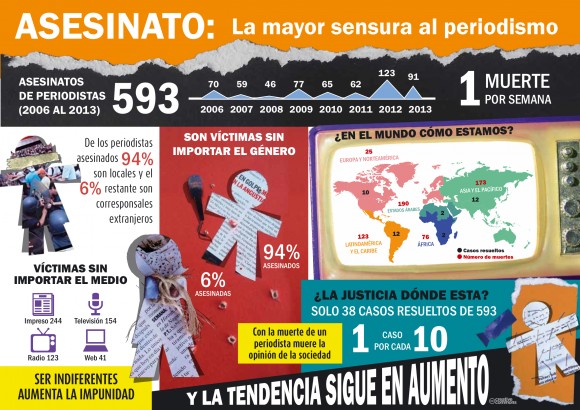 ASESINATO: La mayor sensura al periodismo
ASESINATOS
DE PERIODISTAS
(2006 AL 2013)
593
70 59 46 77 65 62 123 91
2006 2007 2008 2009 2010 2011 2012 2013
1 MUERTE
POR SEMANA
De los periodistas
asesinados 94%
son locales y el
6% restante son
corresponsales
extranjeros
SON VÍCTIMAS SIN
IMPORTAR EL GÉNERO
94%
ASESINADOS
6%
ASESINADAS
¿EN EL MUNDO CÓMO ESTAMOS?
25
EUROPA Y NORTEAMÉRICA
10
190
ESTADOS ÁRABES
2
173
ASIA Y EL PACÍFICO
12
123
LATINOAMÉRICA
Y EL CARIBE
12
76
ÁFRICA
2
Casos resueltos
Número de muertes
VÍCTIMAS SIN
IMPORTAR EL MEDIO
Impreso 244
Televisión 154
Radio 123
Web 41
SER INDIFERENTES
AUMENTA LA IMPUNIDAD
Con la muerte de un
periodista muere la
opinión de la sociedad
¿LA JUSTICIA DÓNDE ESTA?
SOLO 38 CASOS RESUELTOS DE 593
1 CASO
POR CADA 10
Y LA TENDENCIA SIGUE EN AUMENTO